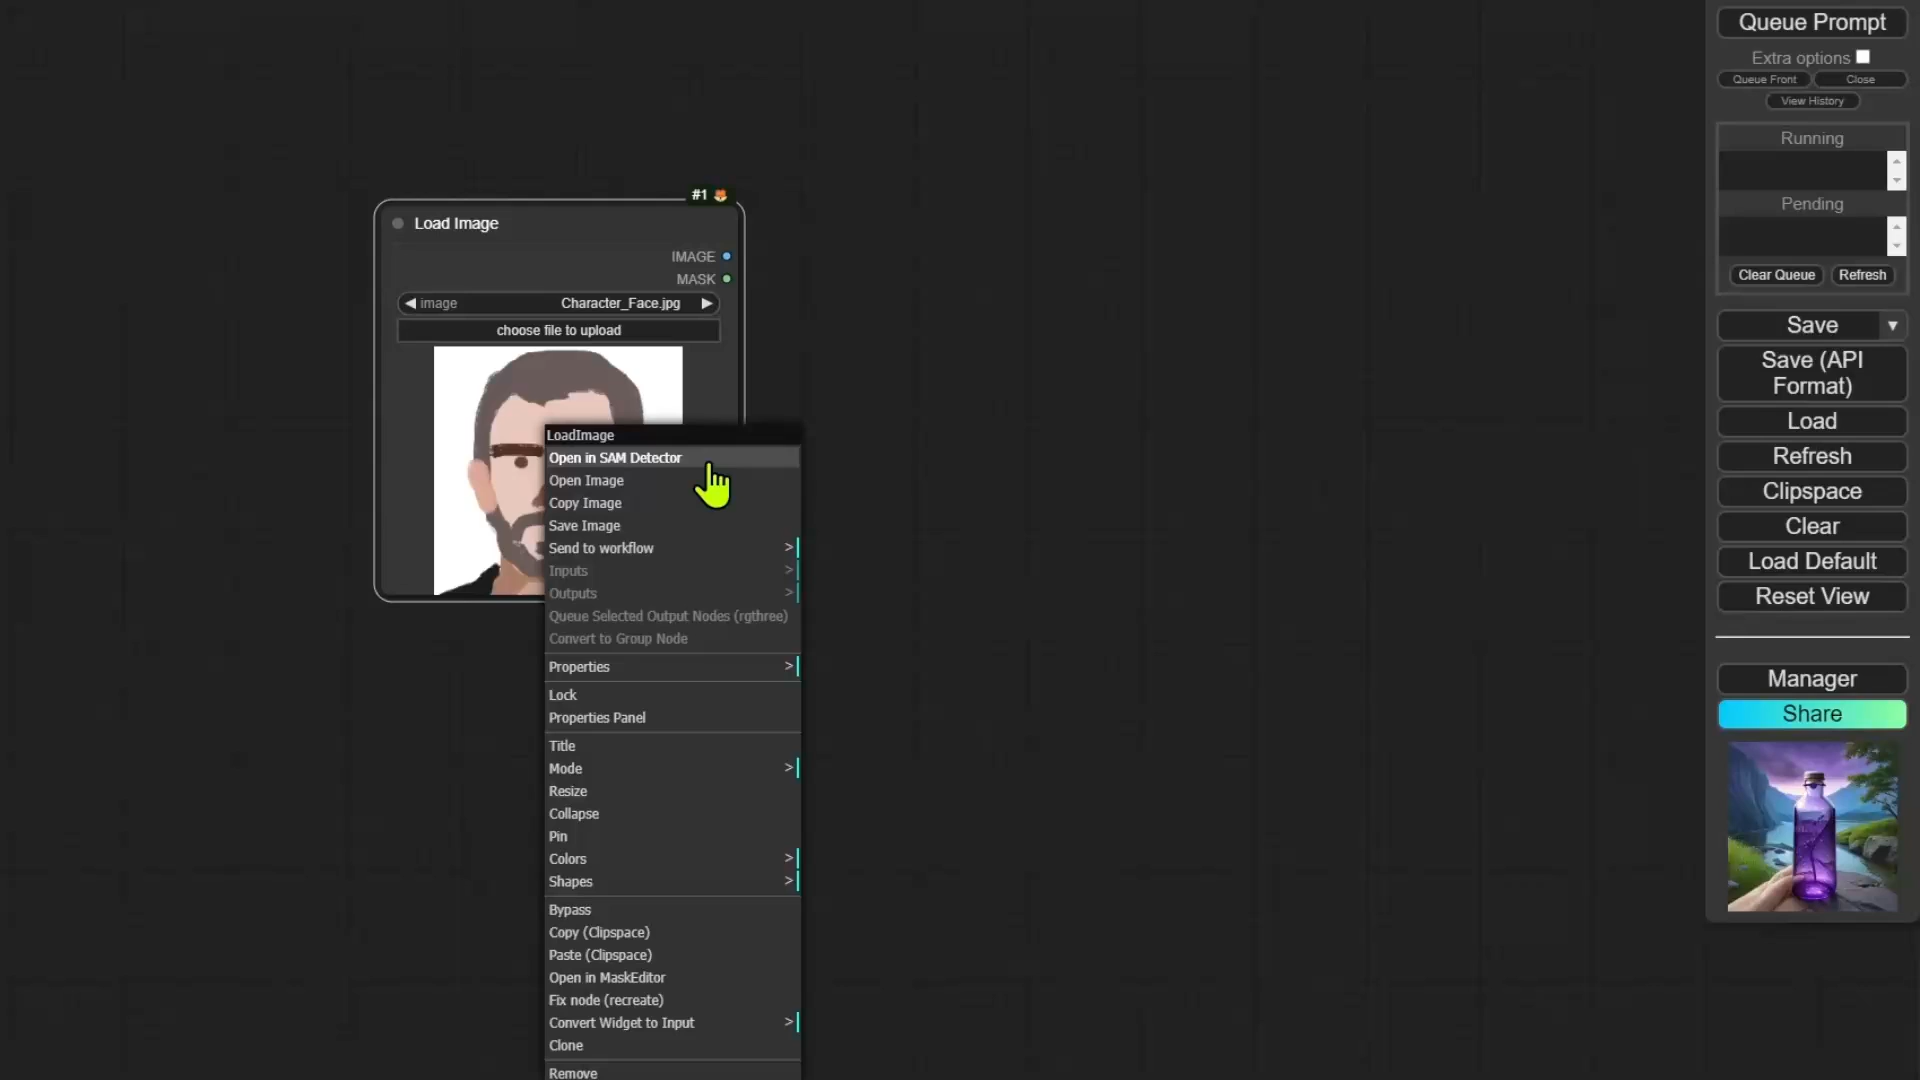 #1
Load Image
IMAGE
MASK
image Character_Face.jpg
choose file to upload
LoadImage
Open in SAM Detector
Open Image
Copy Image
Save Image
Send to workflow >
Inputs >
Outputs >
Queue Selected Output Nodes (rgthree)
Convert to Group Node
Properties >
Lock
Properties Panel
Title
Mode >
Resize
Collapse
Pin
Colors >
Shapes >
Bypass
Copy (Clipspace)
Paste (Clipspace)
Open in MaskEditor
Fix node (recreate)
Convert Widget to Input >
Clone
Remove
Queue Prompt
Extra options
Queue Front Close
View History
Running
Pending
Clear Queue Refresh
Save ▼
Save (API
Format)
Load
Refresh
Clipspace
Clear
Load Default
Reset View
Manager
Share